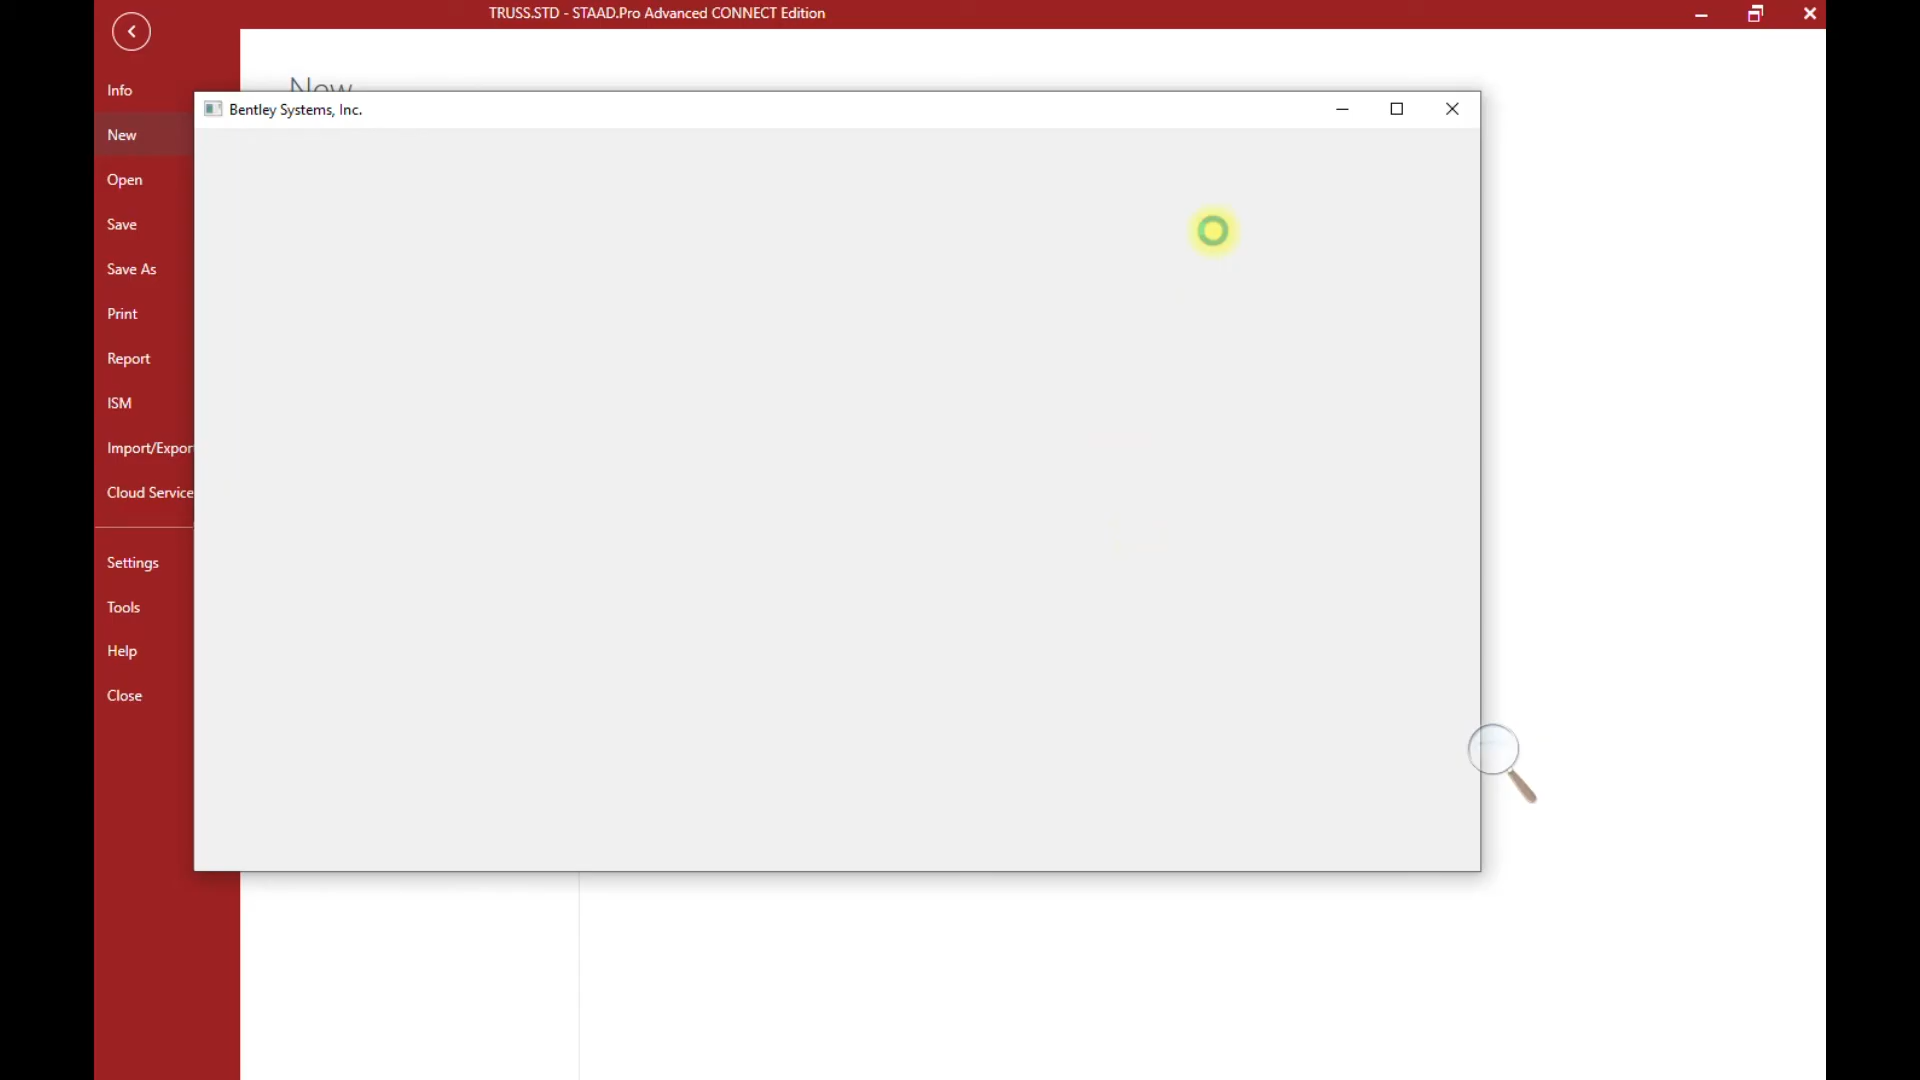 TRUSS.STD - STAAD.Pro Advanced CONNECT Edition
New
Bentley Systems, Inc.
Info
New
Open
Save
Save As
Print
Report
ISM
Import/Expor
Cloud Service
Settings
Tools
Help
Close